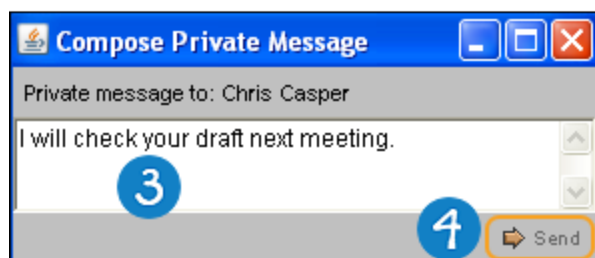 Compose Private Message
Private message to: Chris Casper
I will check your draft next meeting.
3
4 Send